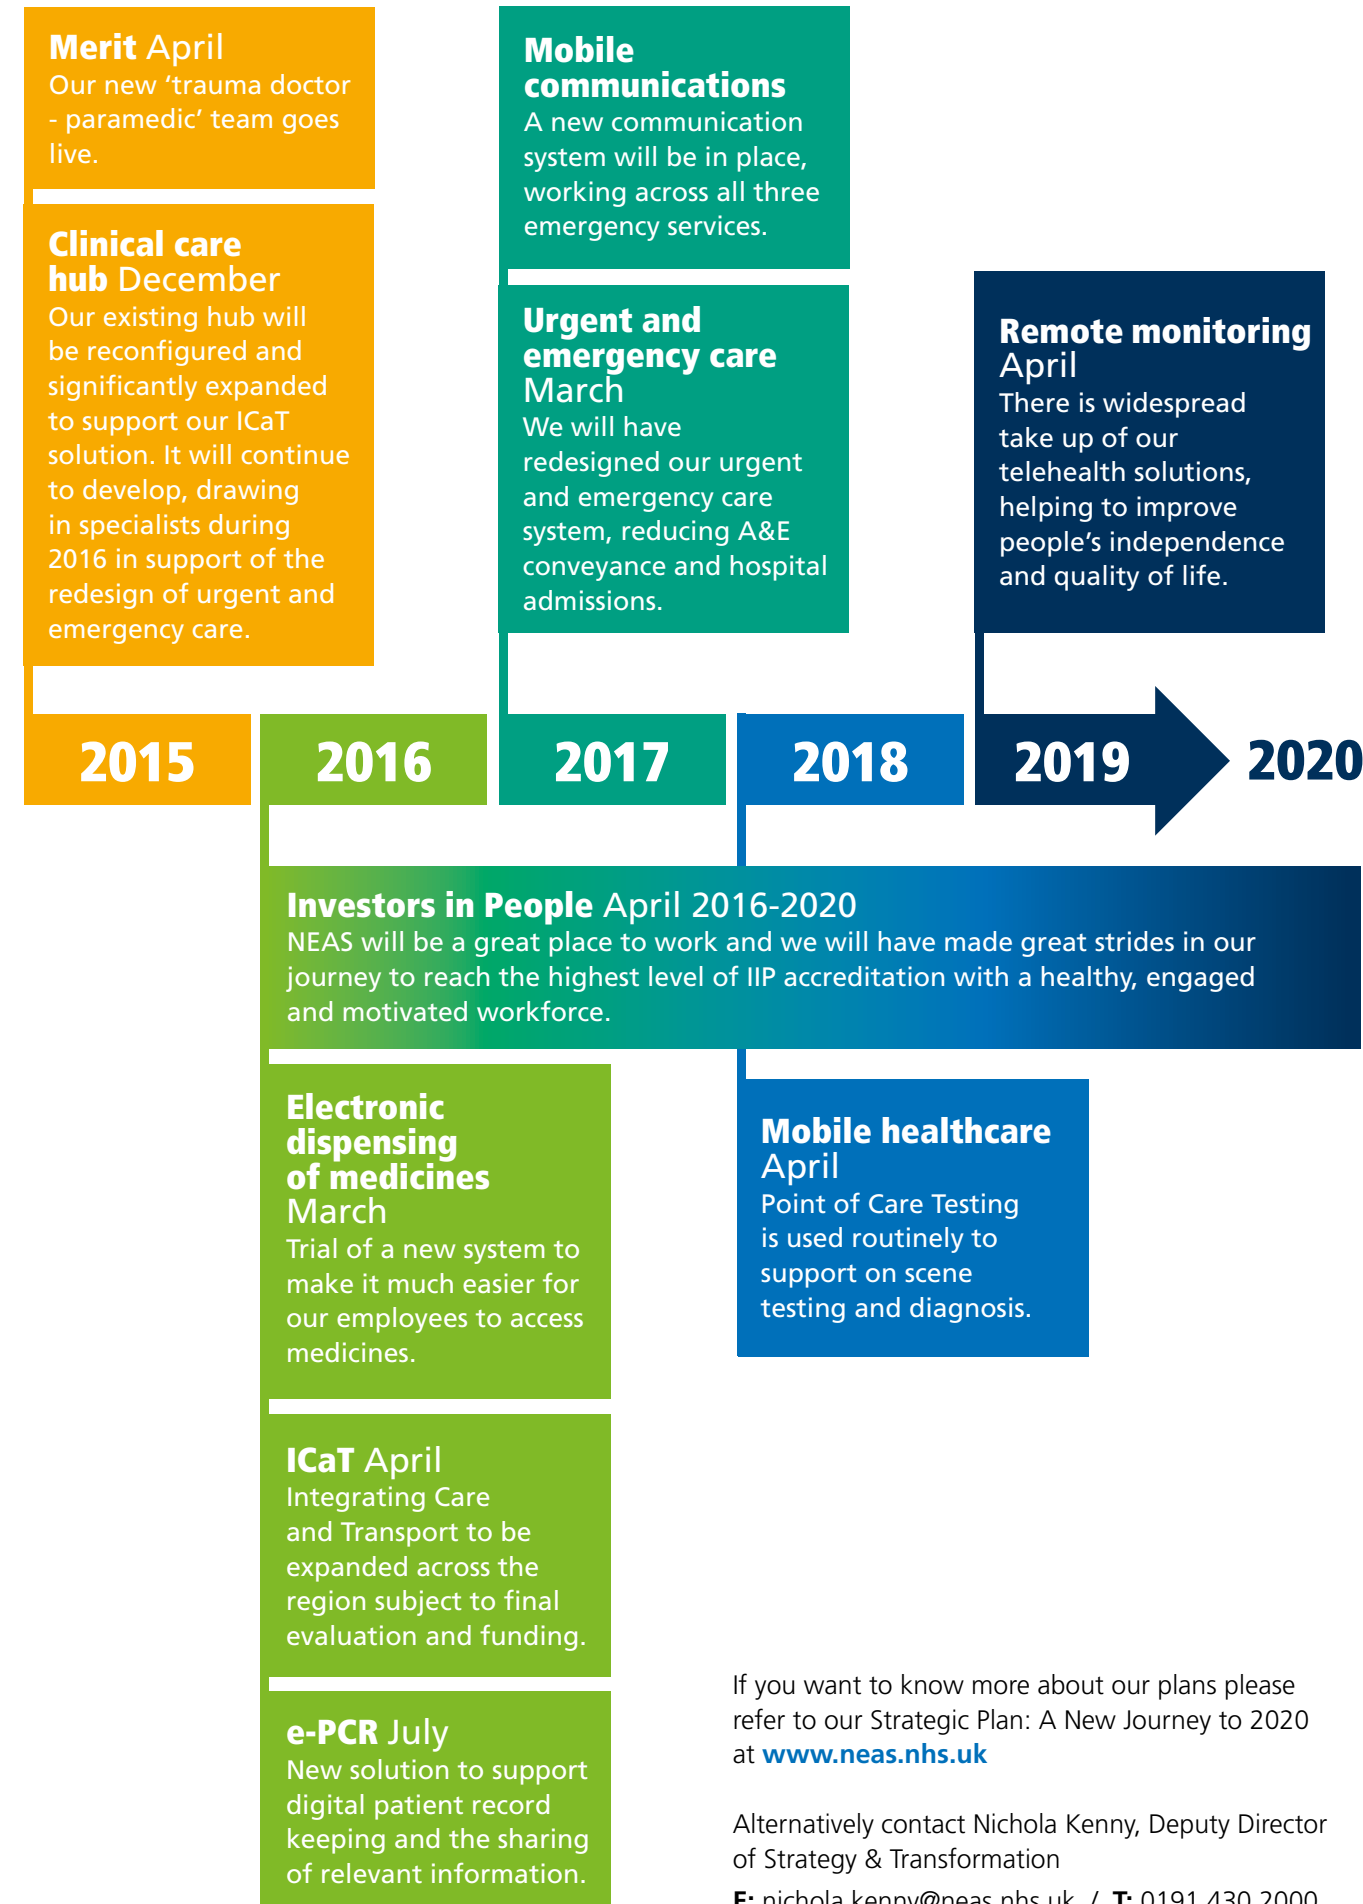 Merit April
Our new ‘trauma doctor
- paramedic’ team goes
live.
Clinical care
hub December
Our existing hub will
be reconfigured and
significantly expanded
to support our ICaT
solution. It will continue
to develop, drawing
in specialists during
2016 in support of the
redesign of urgent and
emergency care.
Mobile
communications
A new communication
system will be in place,
working across all three
emergency services.
Urgent and
emergency care
March
We will have
redesigned our urgent
and emergency care
system, reducing A&E
conveyance and hospital
admissions.
Remote monitoring
April
There is widespread
take up of our
telehealth solutions,
helping to improve
people’s independence
and quality of life.
2015 2016 2017 2018 2019 2020
Investors in People April 2016-2020
NEAS will be a great place to work and we will have made great strides in our
journey to reach the highest level of IIP accreditation with a healthy, engaged
and motivated workforce.
Electronic
dispensing
of medicines
March
Trial of a new system to
make it much easier for
our employees to access
medicines.
ICaT April
Integrating Care
and Transport to be
expanded across the
region subject to final
evaluation and funding.
e-PCR July
New solution to support
digital patient record
keeping and the sharing
of relevant information.
Mobile healthcare
April
Point of Care Testing
is used routinely to
support on scene
testing and diagnosis.
If you want to know more about our plans please
refer to our Strategic Plan: A New Journey to 2020
at www.neas.nhs.uk
Alternatively contact Nichola Kenny, Deputy Director
of Strategy & Transformation
E: nichola.kenny@neas.nhs.uk / T: 0191 430 2000